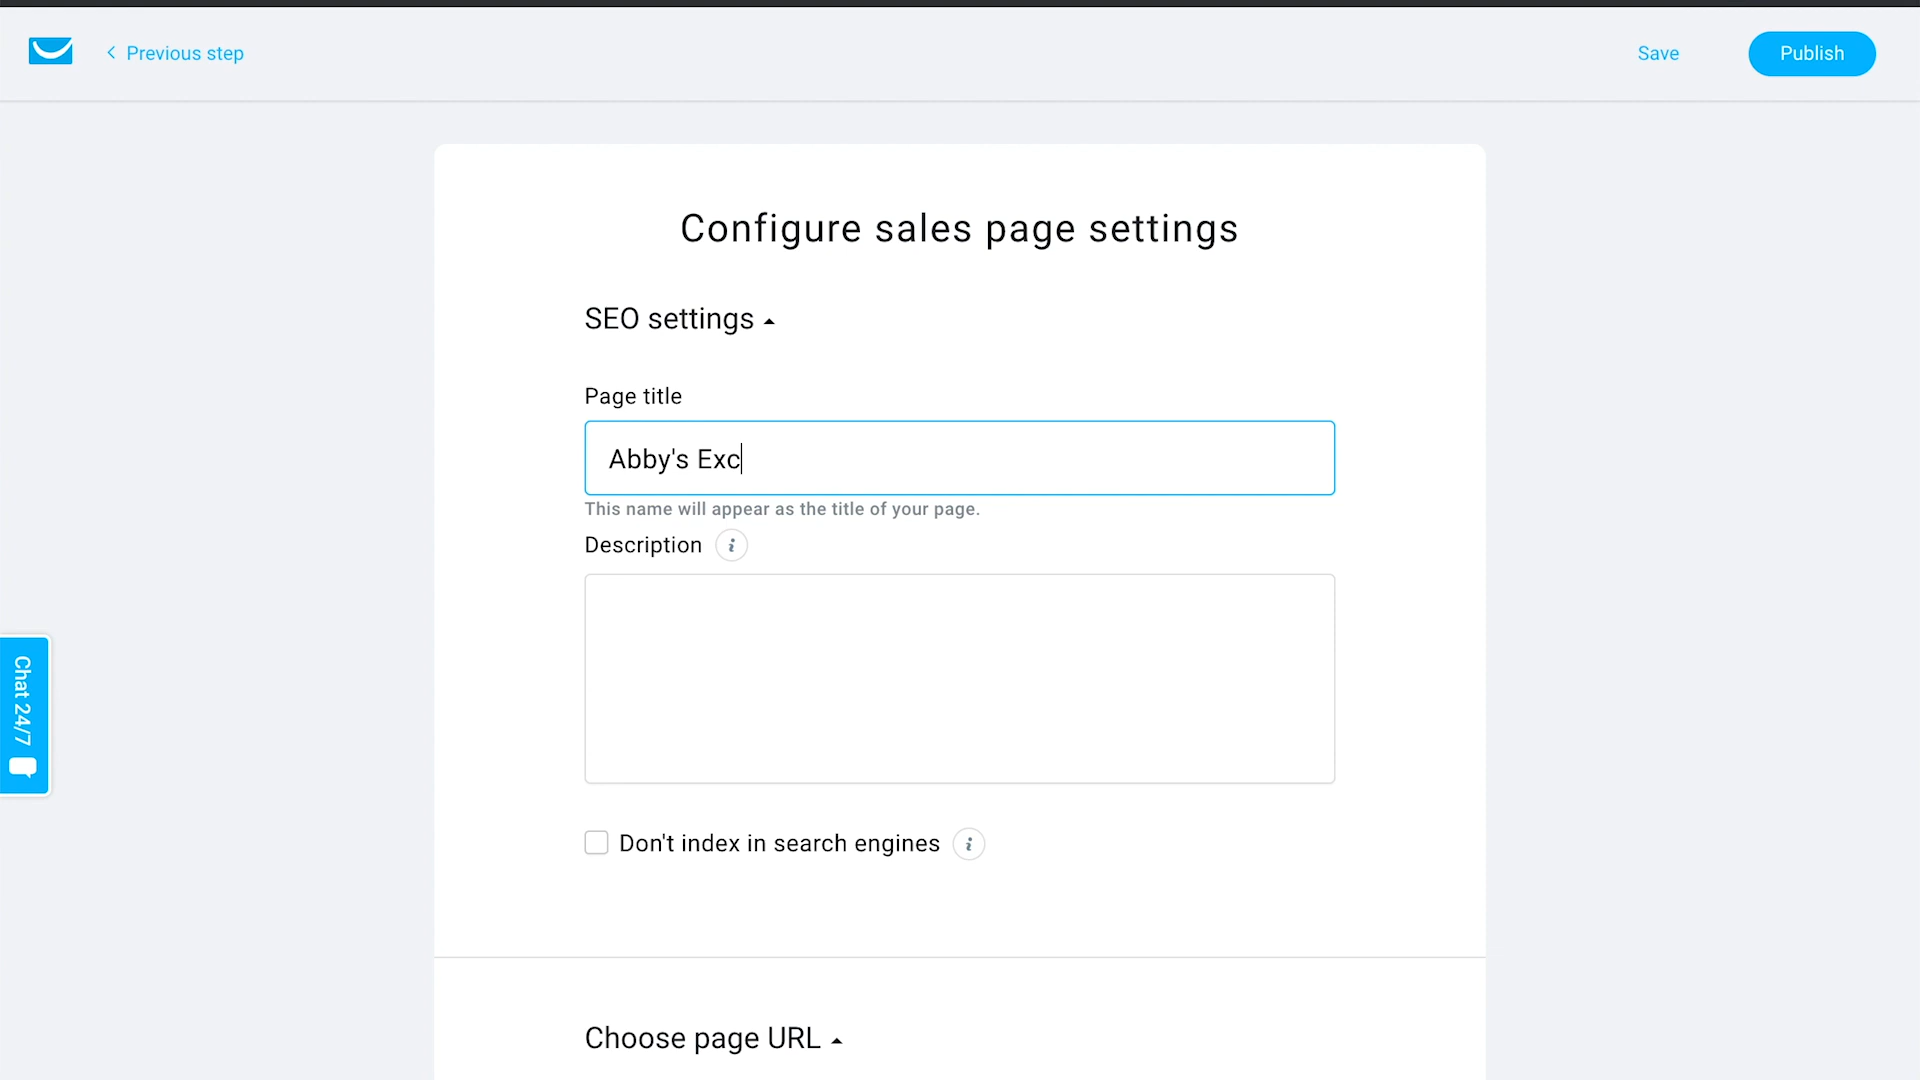 Previous step
Save
Publish
Configure sales page settings
SEO settings
Page title
Abby's Exc
This name will appear as the title of your page.
Description
Don't index in search engines
Choose page URL
Chat 24/7